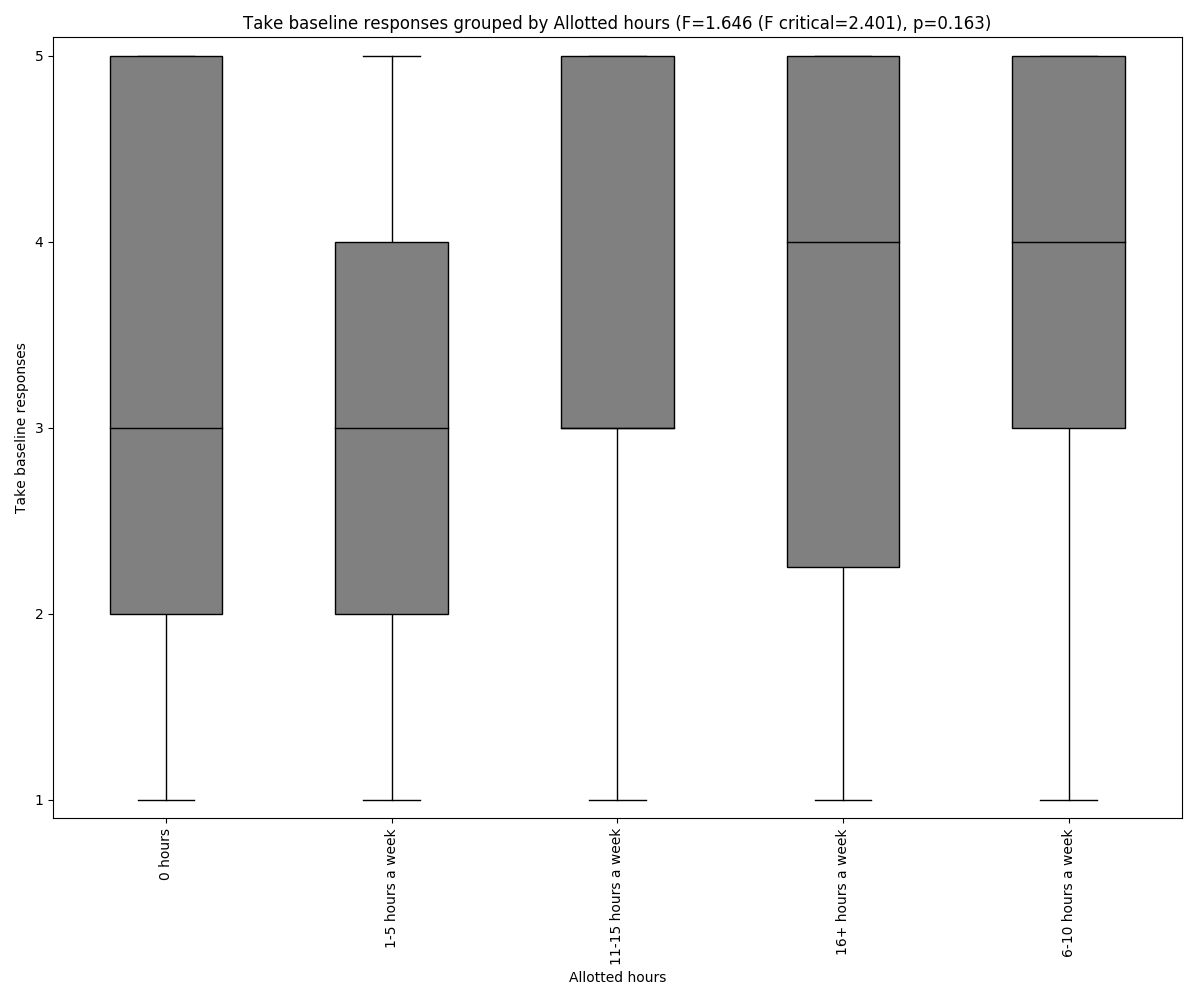 Take baseline responses grouped by Allotted hours (F=1.646 (F critical=2.401), p=0.163)
Take baseline responses
5
4
3
2
1
0 hours
1-5 hours a week
11-15 hours a week
16+ hours a week
6-10 hours a week
Allotted hours